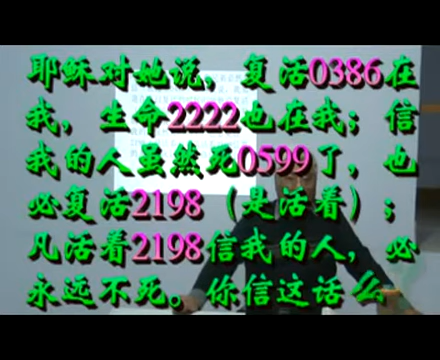 耶稣对她说，复活0386在
我，生命2222也在我；信
我的人虽然死0599了，也
必复活2198（是活着）；
凡活着2198信我的人，必
永远不死。你信这话么